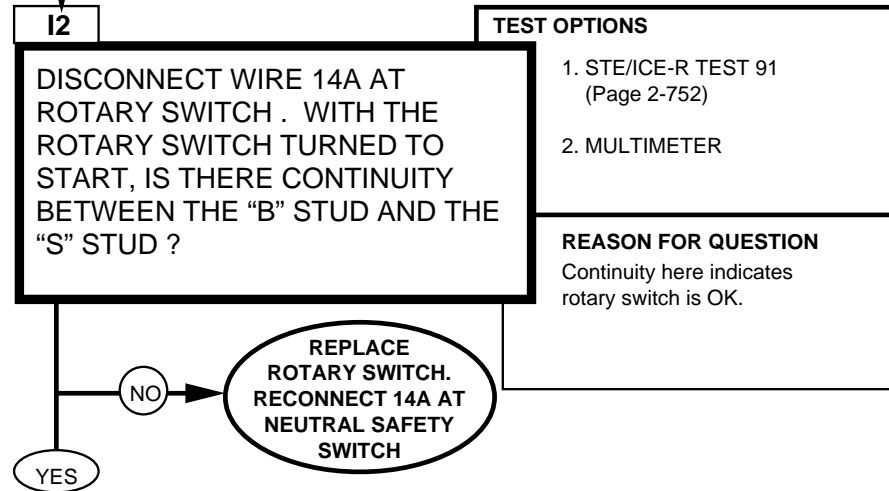 I2
DISCONNECT WIRE 14A AT
ROTARY SWITCH . WITH THE
ROTARY SWITCH TURNED TO
START, IS THERE CONTINUITY
BETWEEN THE “B” STUD AND THE
“S” STUD ?
TEST OPTIONS
1. STE/ICE-R TEST 91
(Page 2-752)
2. MULTIMETER
REASON FOR QUESTION
Continuity here indicates
rotary switch is OK.
NO
REPLACE
ROTARY SWITCH.
RECONNECT 14A AT
NEUTRAL SAFETY
SWITCH
YES